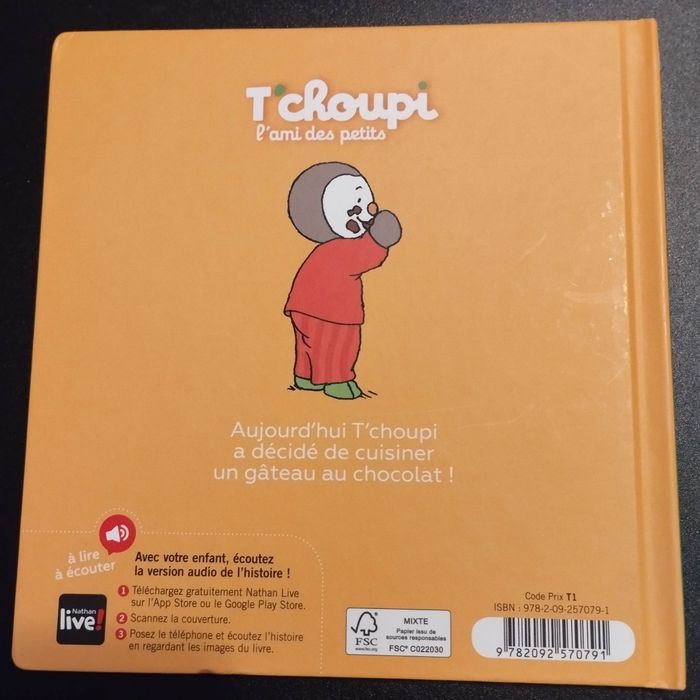 T'choupi
l'ami des petits
Aujourd'hui T'choupi
a décidé de cuisiner
un gâteau au chocolat !
à lire
à écouter
Nathan
live!
Avec votre enfant, écoutez
la version audio de l'histoire !
1 Téléchargez gratuitement Nathan Live
sur l'App Store ou le Google Play Store.
2 Scannez la couverture.
3 Posez le téléphone et écoutez l'histoire
en regardant les images du livre.
FSC
www.fsc.org
MIXTE
Papier issu de
sources responsables
FSC® C022030
Code Prix T1
ISBN : 978-2-09-257079-1
9 782092 570791